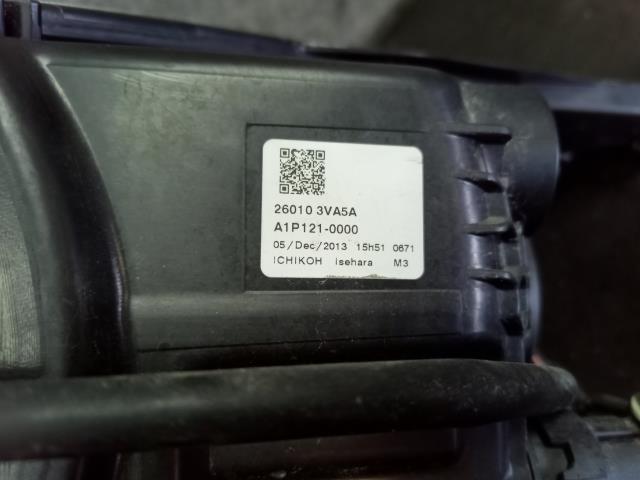 26010 3VA5A
A1P121-0000
05/Dec/2013 15h51 0671
ICHIKOH Isehara M3